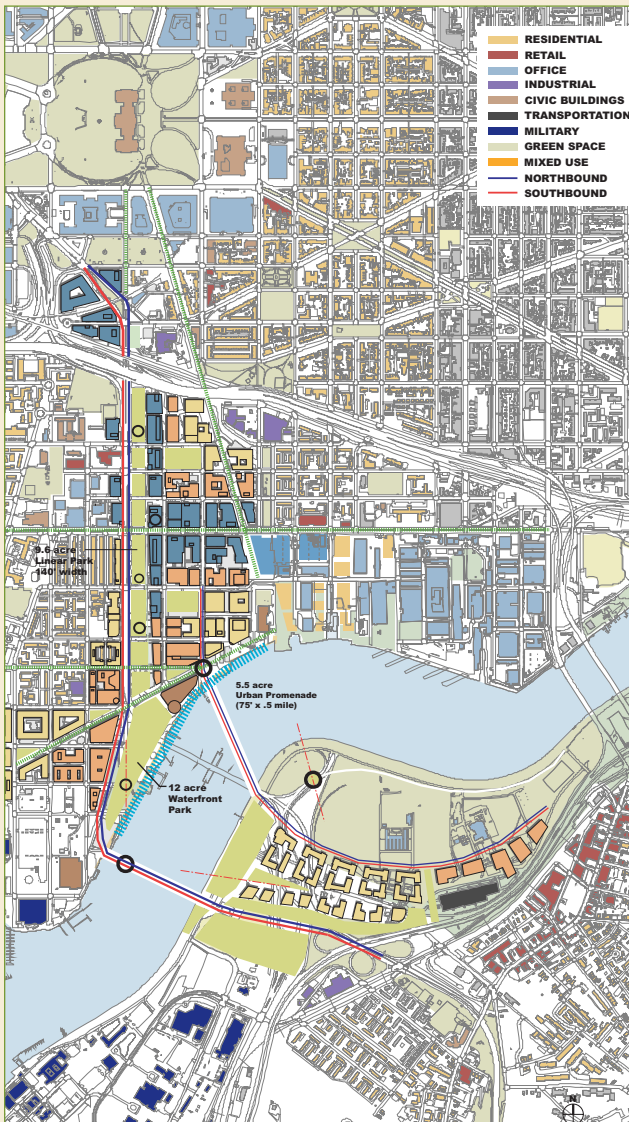 RESIDENTIAL
RETAIL
OFFICE
INDUSTRIAL
CIVIC BUILDINGS
TRANSPORTATION
MILITARY
GREEN SPACE
MIXED USE
NORTHBOUND
SOUTHBOUND
9.6 acre
Linear Park
140' width
5.5 acre
Urban Promenade
(75' x .5 mile)
12 acre
Waterfront
Park
N